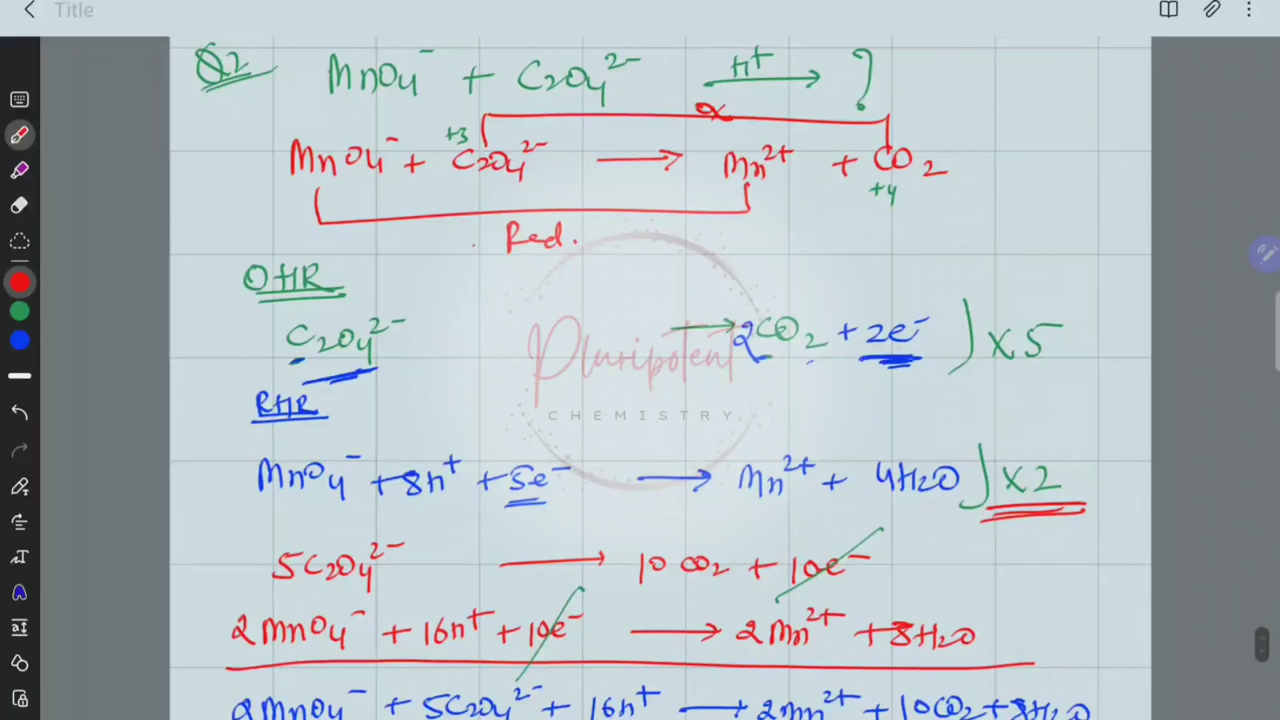 Title
Q2 MnO4⁻ + C2O4²⁻ H⁺ → ?
ox
+3
MnO4⁻ + C2O4²⁻ → Mn²⁺ + CO2
+4
Red.
OHR
C2O4²⁻ → 2CO2 + 2e⁻ ) × 5
Pluripotent
CHEMISTRY
RHR
MnO4⁻ + 8H⁺ + 5e⁻ → Mn²⁺ + 4H2O ) × 2
5C2O4²⁻ → 10CO2 + 10e⁻
2MnO4⁻ + 16H⁺ + 10e⁻ → 2Mn²⁺ + 8H2O
2MnO4⁻ + 5C2O4²⁻ + 16H⁺ → 2Mn²⁺ + 10CO2 + 8H2O